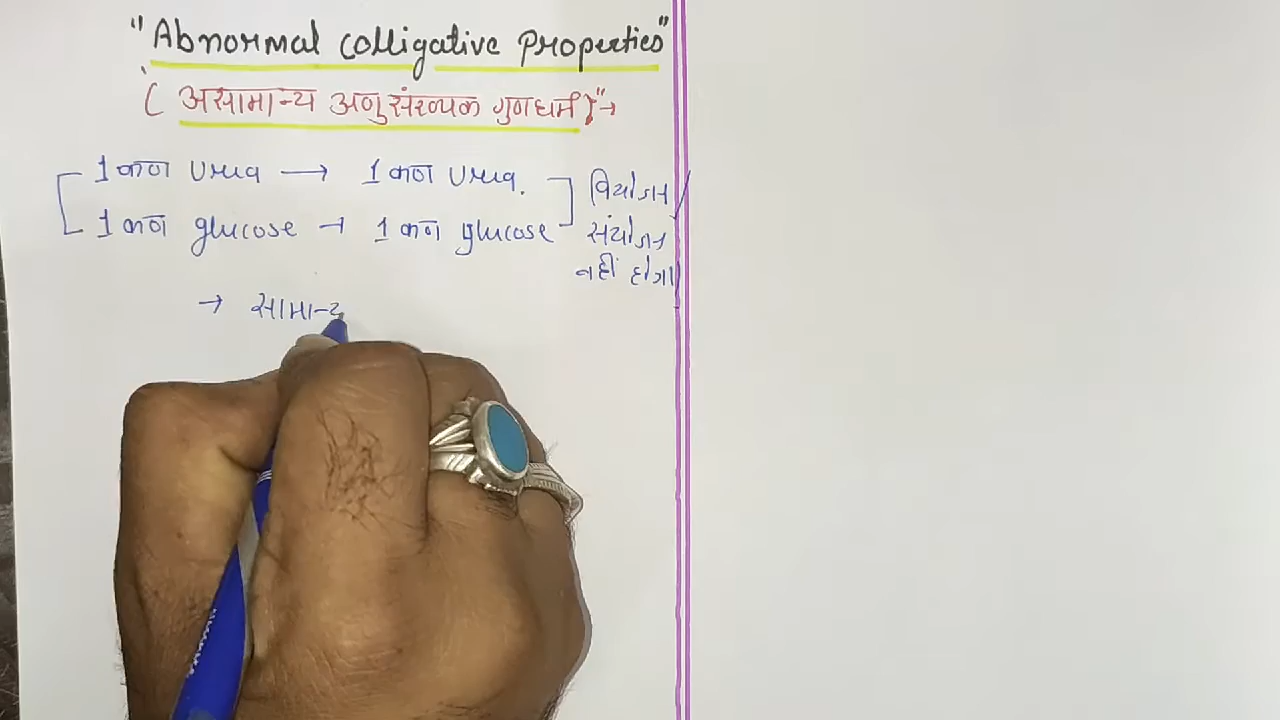 "Abnormal Colligative Properties"
( असामान्य अणुसंख्यक गुणधर्म )" →
1 कण Urea → 1 कण Urea.
1 कण glucose → 1 कण glucose
वियोजन
संयोजन
नहीं होगा
→ सामान्य